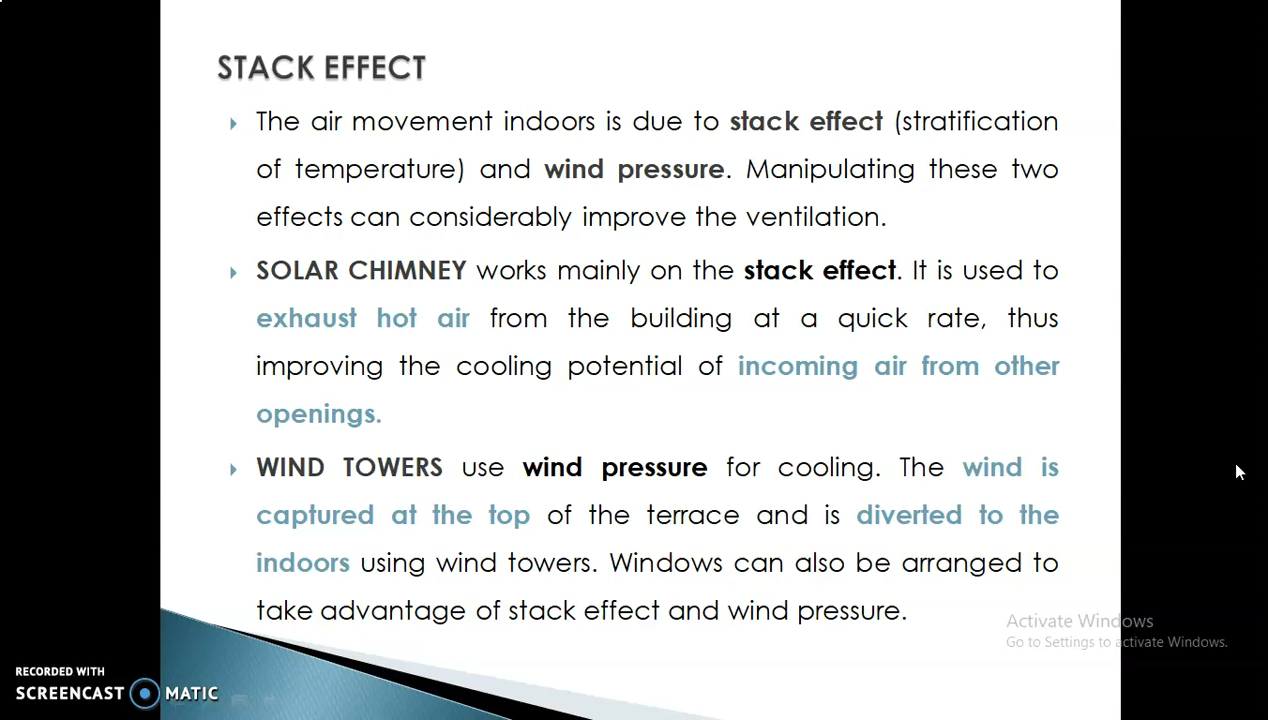 STACK EFFECT
The air movement indoors is due to stack effect (stratification
of temperature) and wind pressure. Manipulating these two
effects can considerably improve the ventilation.
SOLAR CHIMNEY works mainly on the stack effect. It is used to
exhaust hot air from the building at a quick rate, thus
improving the cooling potential of incoming air from other
openings.
WIND TOWERS use wind pressure for cooling. The wind is
captured at the top of the terrace and is diverted to the
indoors using wind towers. Windows can also be arranged to
take advantage of stack effect and wind pressure.
Activate Windows
Go to Settings to activate Windows.
RECORDED WITH
SCREENCAST MATIC